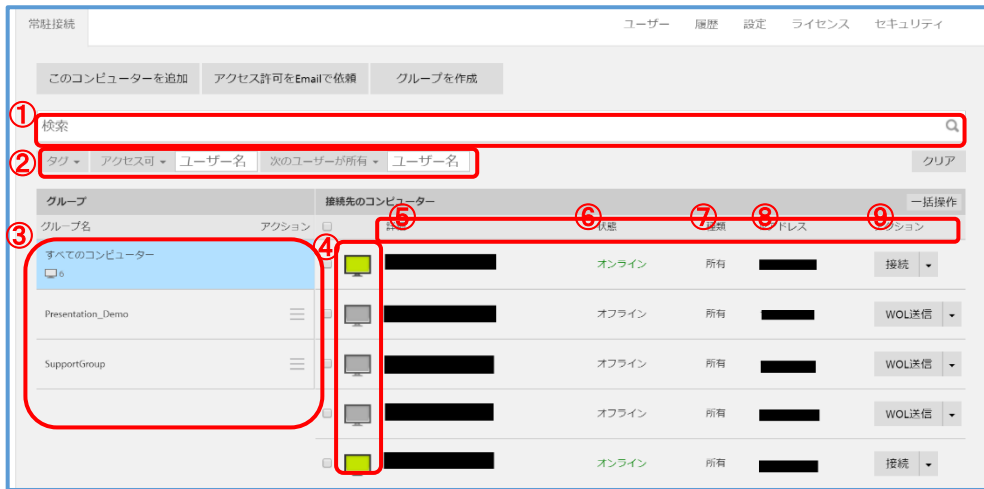 常駐接続 ユーザー 履歴 設定 ライセンス セキュリティ
このコンピューターを追加 アクセス許可をEmailで依頼 グループを作成
①
検索
② タグ アクセス可 ユーザー名 次のユーザーが所有 ユーザー名 クリア
グループ 接続先のコンピューター 一括操作
⑤ ⑥ ⑦ ⑧ ⑨
③ グループ名 アクション 状態 種類 ドレス ション
④
すべてのコンピューター
6
オンライン 所有 接続
Presentation_Demo オフライン 所有 WOL送信
SupportGroup オフライン 所有 WOL送信
オフライン 所有 WOL送信
オンライン 所有 接続